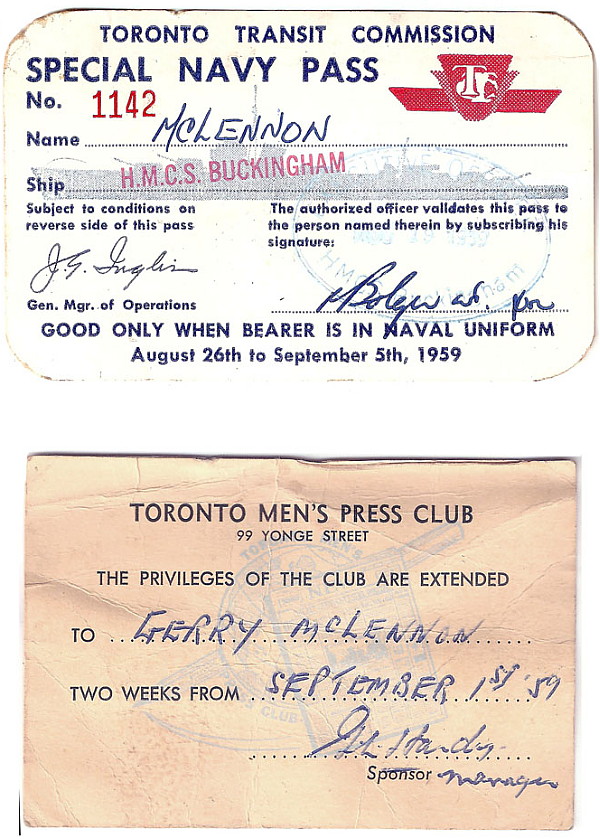 TORONTO TRANSIT COMMISSION
SPECIAL NAVY PASS
TTC
No. 1142
Name McLENNON
Ship H.M.C.S. BUCKINGHAM
Subject to conditions on
reverse side of this pass
The authorized officer validates this pass to
the person named therein by subscribing his
signature:
J.G. Inglis
Gen. Mgr. of Operations
GOOD ONLY WHEN BEARER IS IN NAVAL UNIFORM
August 26th to September 5th, 1959
TORONTO MEN'S PRESS CLUB
99 YONGE STREET
THE PRIVILEGES OF THE CLUB ARE EXTENDED
TO GERRY McLENNON
TWO WEEKS FROM SEPTEMBER 1st '59
Hardy
Sponsor manager